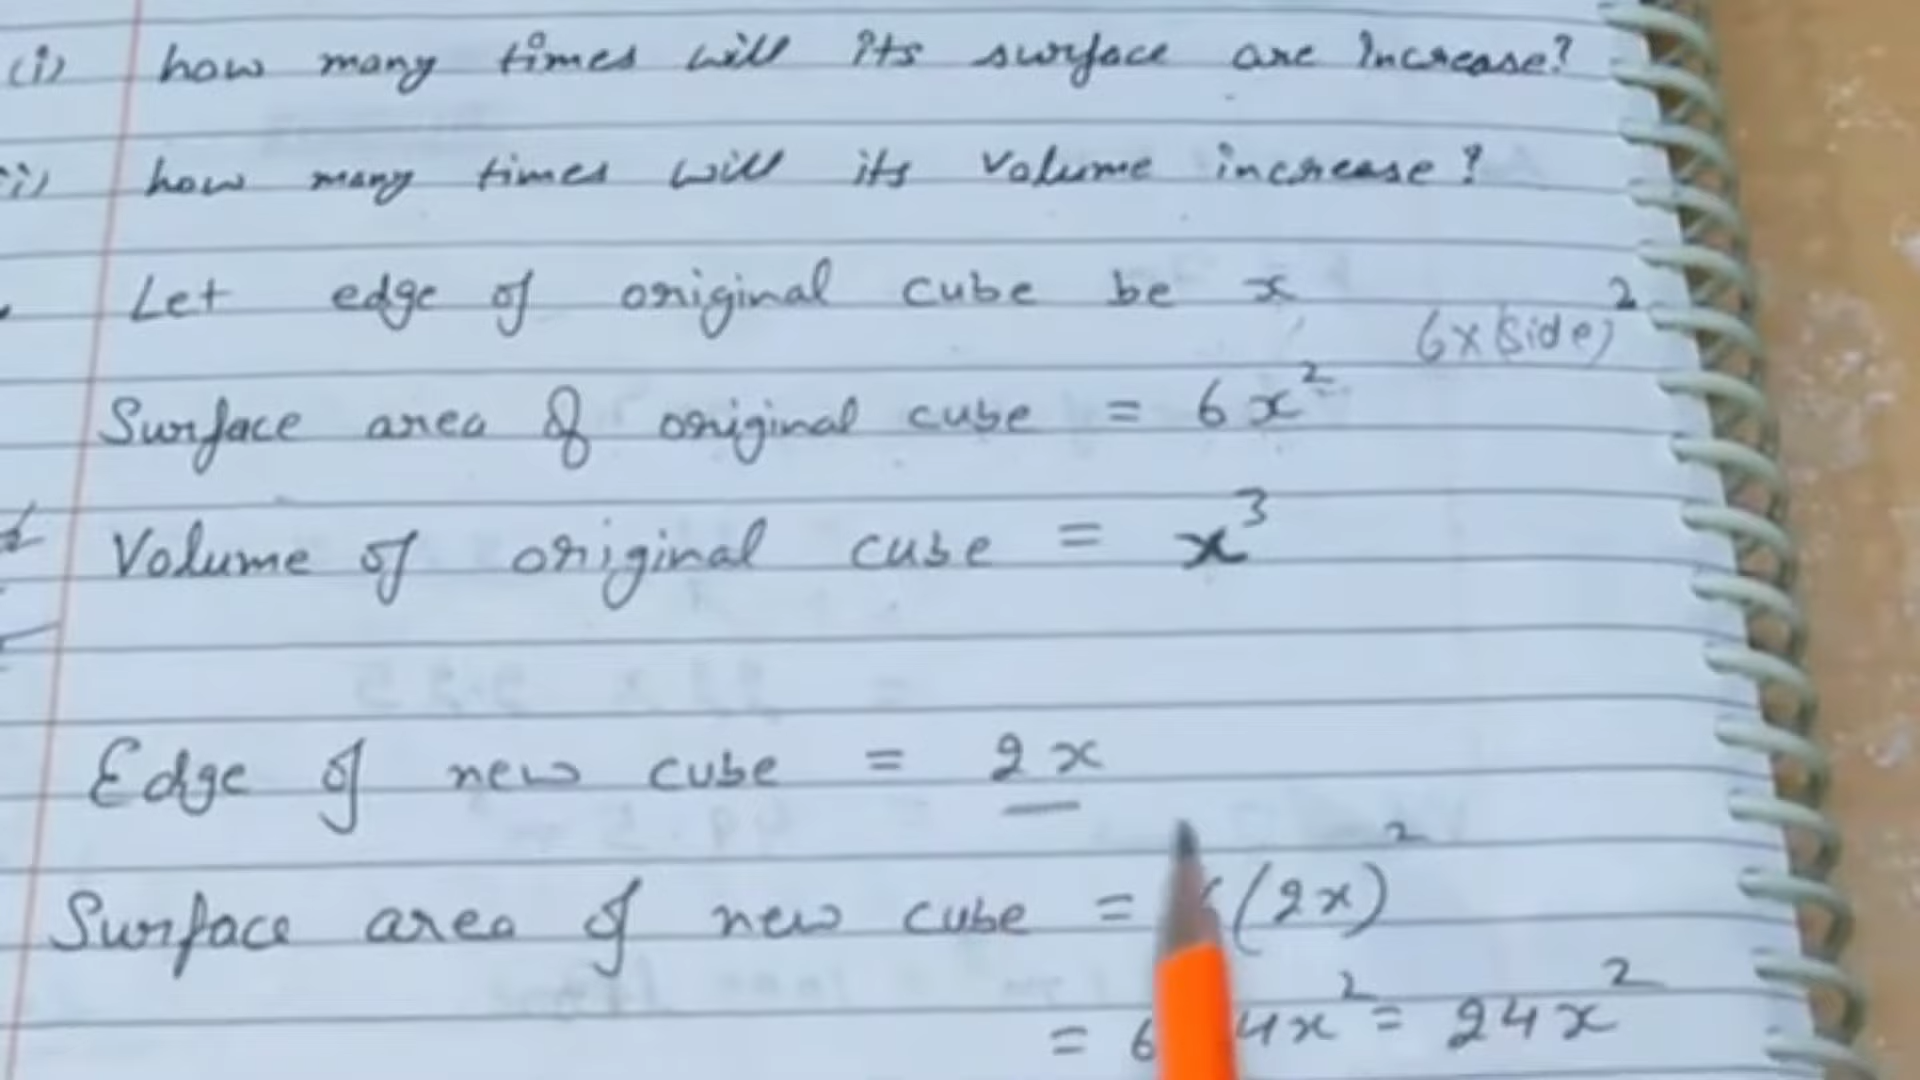 (i) how many times will its surface are increase?
i) how many times will its volume increase?
Let edge of original cube be x
6x(side)²
Surface area of original cube = 6x²
Volume of original cube = x³
Edge of new cube = 2x
Surface area of new cube = (2x)²
= 6 4x² = 24x²